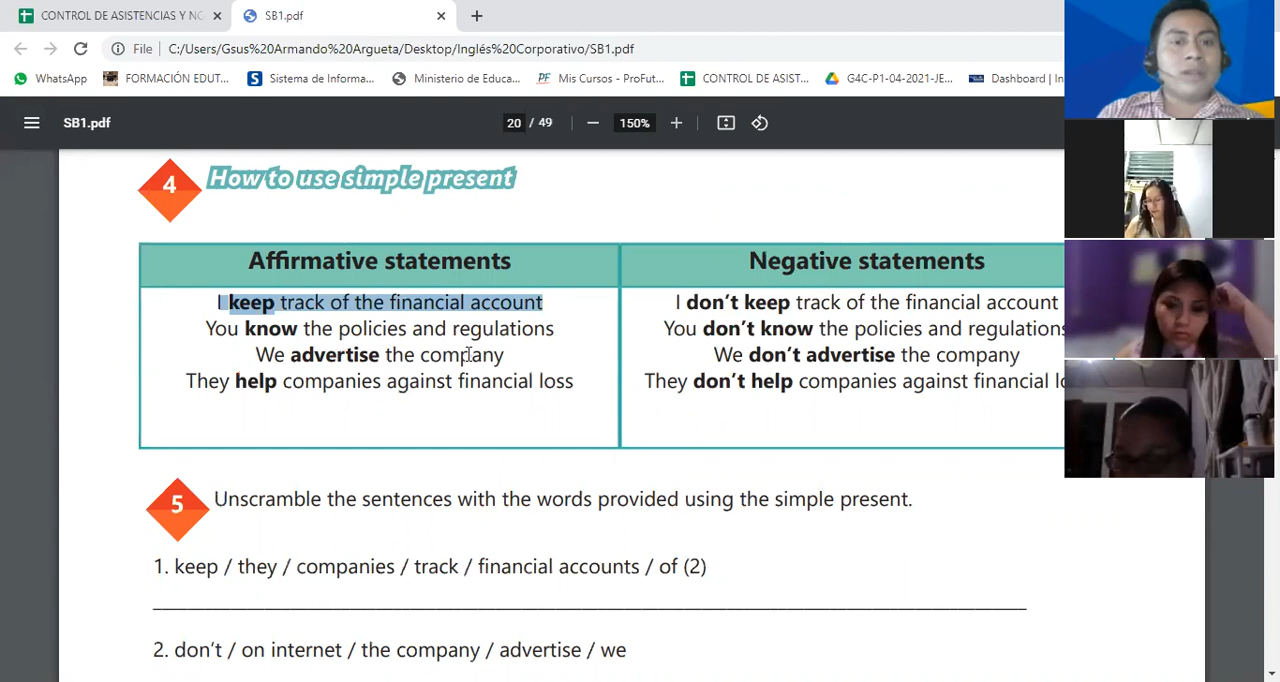 CONTROL DE ASISTENCIAS Y NC
SB1.pdf
File C:/Users/Gsus%20Armando%20Argueta/Desktop/Inglés%20Corporativo/SB1.pdf
WhatsApp FORMACIÓN EDUT... Sistema de Informa... Ministerio de Educa... Mis Cursos - ProFut... CONTROL DE ASIST... G4C-P1-04-2021-JE... Dashboard | In
SB1.pdf 20 / 49 150%
4 How to use simple present
Affirmative statements
I keep track of the financial account
You know the policies and regulations
We advertise the company
They help companies against financial loss
Negative statements
I don't keep track of the financial account
You don't know the policies and regulations
We don't advertise the company
They don't help companies against financial
5 Unscramble the sentences with the words provided using the simple present.
1. keep / they / companies / track / financial accounts / of (2)
2. don't / on internet / the company / advertise / we